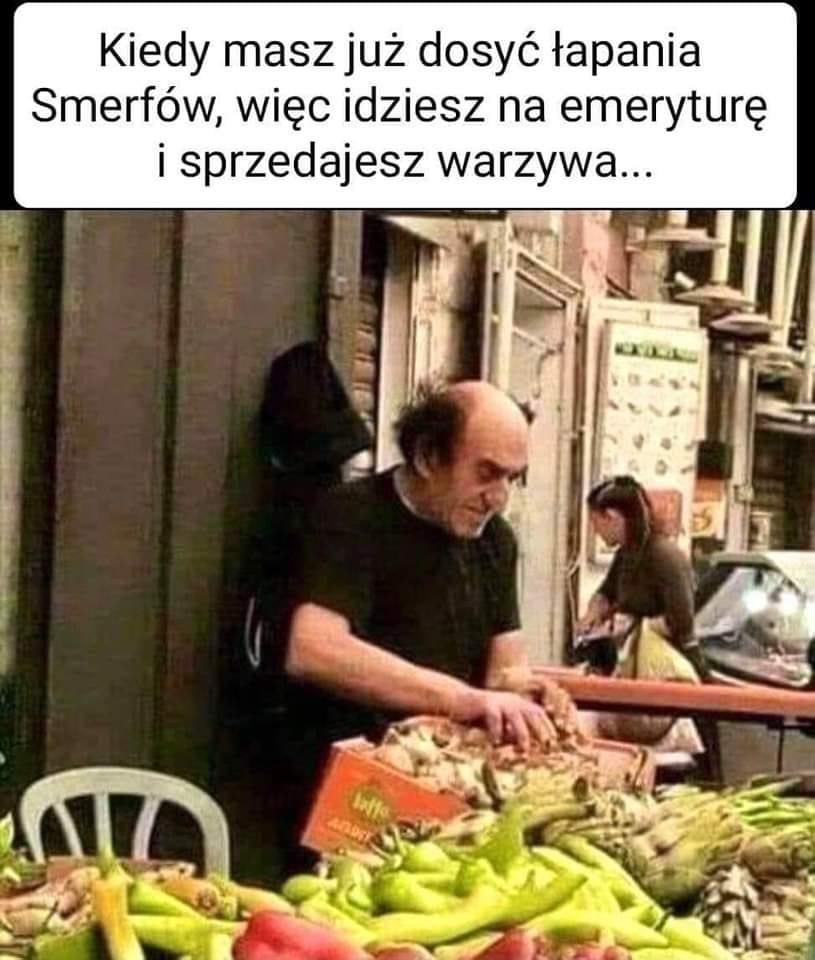 Kiedy masz już dosyć łapania
Smerfów, więc idziesz na emeryturę
i sprzedajesz warzywa...